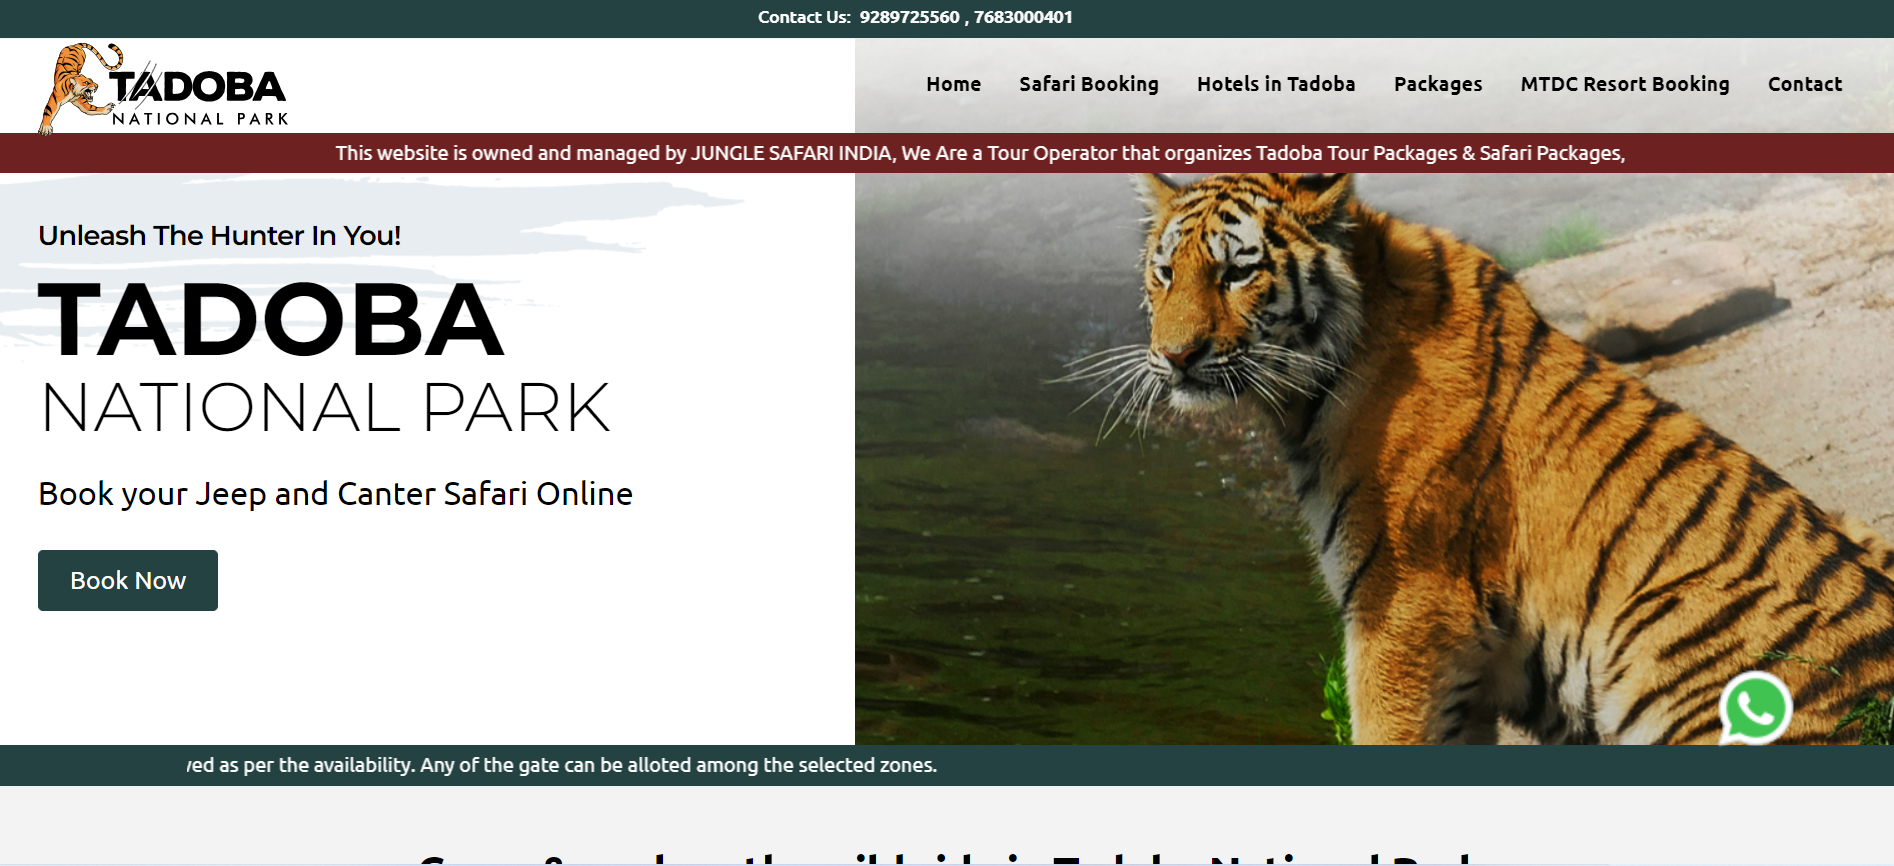 Contact Us: 9289725560 , 7683000401
TADOBA
NATIONAL PARK
Home Safari Booking Hotels in Tadoba Packages MTDC Resort Booking Contact
This website is owned and managed by JUNGLE SAFARI INDIA, We Are a Tour Operator that organizes Tadoba Tour Packages & Safari Packages,
Unleash The Hunter In You!
TADOBA
NATIONAL PARK
Book your Jeep and Canter Safari Online
Book Now
as per the availability. Any of the gate can be alloted among the selected zones.